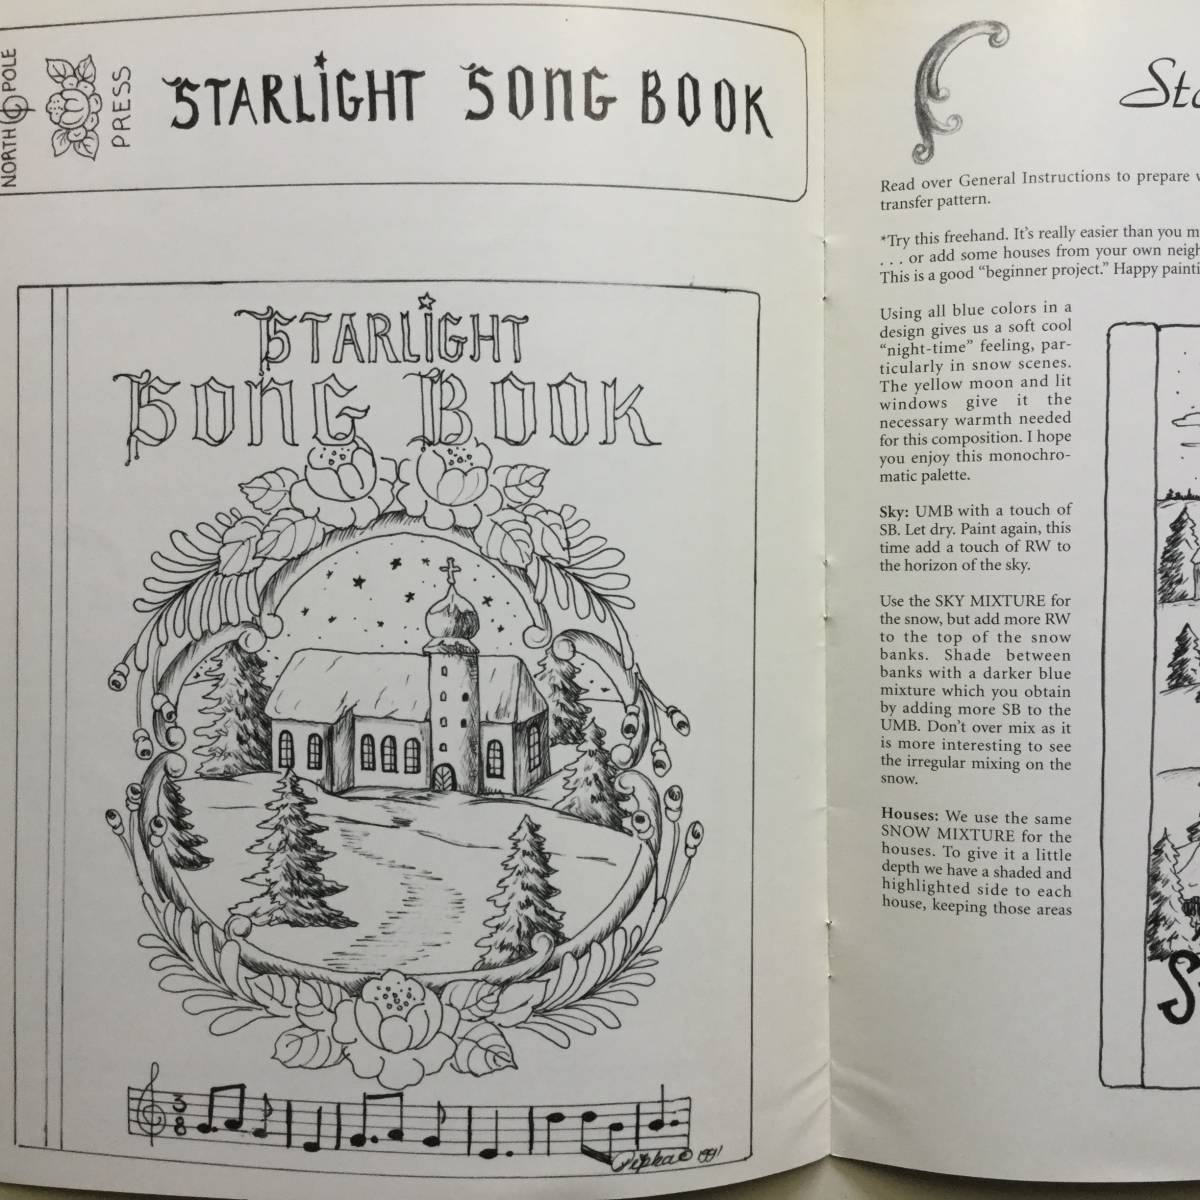 NORTH POLE
PRESS
STARLIGHT SONG BOOK
STARLIGHT
SONG BOOK
3
8
1991
Read over General Instructions to prepare
transfer pattern.
*Try this freehand. It's really easier than you
. . . or add some houses from your own
This is a good "beginner project." Happy
Using all blue colors in a
design gives us a soft cool
"night-time" feeling, par-
ticularly in snow scenes.
The yellow moon and lit
windows give it the
necessary warmth needed
for this composition. I hope
you enjoy this monochro-
matic palette.
Sky: UMB with a touch of
SB. Let dry. Paint again, this
time add a touch of RW to
the horizon of the sky.
Use the SKY MIXTURE for
the snow, but add more RW
to the top of the snow
banks. Shade between
banks with a darker blue
mixture which you obtain
by adding more SB to the
UMB. Don't over mix as it
is more interesting to see
the irregular mixing on the
snow.
Houses: We use the same
SNOW MIXTURE for the
houses. To give it a little
depth we have a shaded and
highlighted side to each
house, keeping those areas